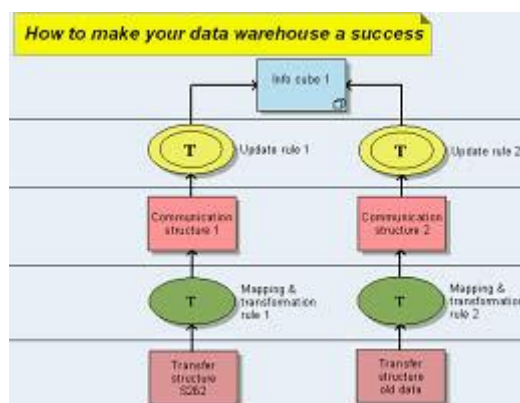 How to make your data warehouse a success
Info cube 1
T
Update rule 1
T
Update rule 2
Communication
structure 1
Communication
structure 2
T
Mapping &
transformation
rule 1
T
Mapping &
transformation
rule 2
Transfer
structure
S262
Transfer
structure
old data